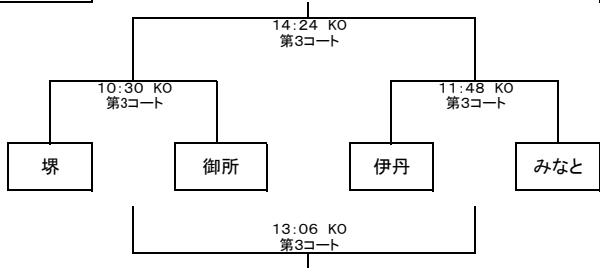 14:24 KO
第3コート
10:30 KO
第3コート
11:48 KO
第3コート
堺
御所
伊丹
みなと
13:06 KO
第3コート